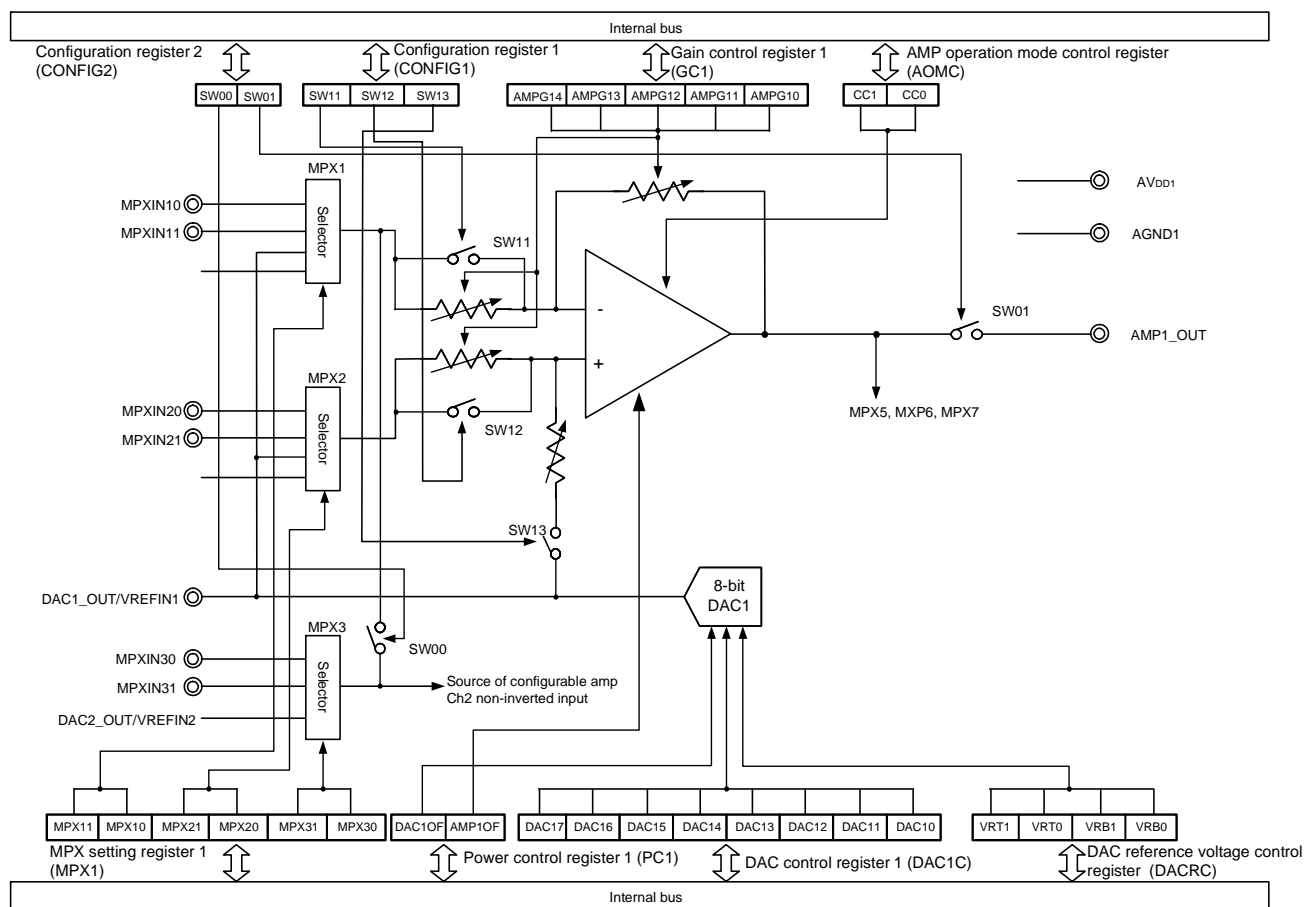 Internal bus
Configuration register 2
(CONFIG2)
Configuration register 1
(CONFIG1)
Gain control register 1
(GC1)
AMP operation mode control register
(AOMC)
SW00 SW01
SW11 SW12 SW13
AMPG14 AMPG13 AMPG12 AMPG11 AMPG10
CC1 CC0
MPX1
Selector
MPXIN10
MPXIN11
SW11
AVDD1
AGND1
-
+
SW01
AMP1_OUT
MPX2
Selector
MPXIN20
MPXIN21
SW12
MPX5, MXP6, MPX7
SW13
8-bit
DAC1
DAC1_OUT/VREFIN1
MPX3
Selector
SW00
MPXIN30
MPXIN31
DAC2_OUT/VREFIN2
Source of configurable amp
Ch2 non-inverted input
MPX11 MPX10 MPX21 MPX20 MPX31 MPX30
DAC1OF AMP1OF
DAC17 DAC16 DAC15 DAC14 DAC13 DAC12 DAC11 DAC10
VRT1 VRT0 VRB1 VRB0
MPX setting register 1
(MPX1)
Power control register 1 (PC1)
DAC control register 1 (DAC1C)
DAC reference voltage control
register (DACRC)
Internal bus